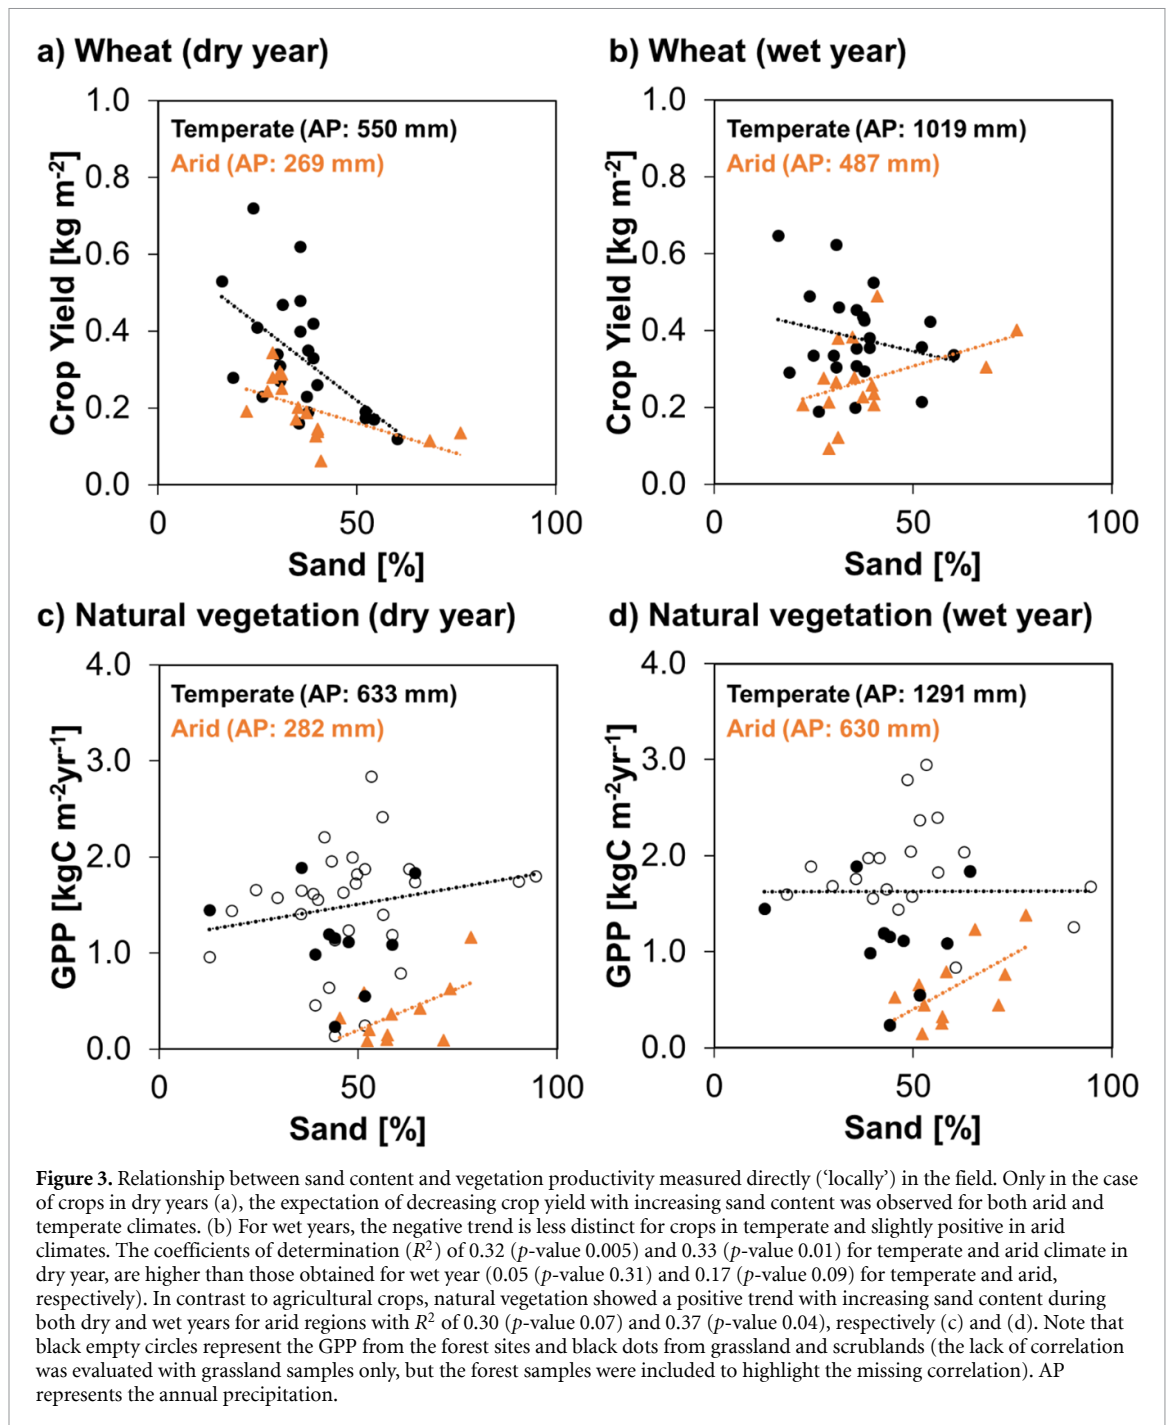 a) Wheat (dry year)
1.0
0.8
0.6
0.4
0.2
0.0
Crop Yield [kg m-2]
Temperate (AP: 550 mm)
Arid (AP: 269 mm)
0 50 100
Sand [%]
b) Wheat (wet year)
1.0
0.8
0.6
0.4
0.2
0.0
Crop Yield [kg m-2]
Temperate (AP: 1019 mm)
Arid (AP: 487 mm)
0 50 100
Sand [%]
c) Natural vegetation (dry year)
4.0
3.0
2.0
1.0
0.0
GPP [kgC m-2yr-1]
Temperate (AP: 633 mm)
Arid (AP: 282 mm)
0 50 100
Sand [%]
d) Natural vegetation (wet year)
4.0
3.0
2.0
1.0
0.0
GPP [kgC m-2yr-1]
Temperate (AP: 1291 mm)
Arid (AP: 630 mm)
0 50 100
Sand [%]
Figure 3. Relationship between sand content and vegetation productivity measured directly (‘locally’) in the field. Only in the case
of crops in dry years (a), the expectation of decreasing crop yield with increasing sand content was observed for both arid and
temperate climates. (b) For wet years, the negative trend is less distinct for crops in temperate and slightly positive in arid
climates. The coefficients of determination (R2) of 0.32 (p-value 0.005) and 0.33 (p-value 0.01) for temperate and arid climate in
dry year, are higher than those obtained for wet year (0.05 (p-value 0.31) and 0.17 (p-value 0.09) for temperate and arid,
respectively). In contrast to agricultural crops, natural vegetation showed a positive trend with increasing sand content during
both dry and wet years for arid regions with R2 of 0.30 (p-value 0.07) and 0.37 (p-value 0.04), respectively (c) and (d). Note that
black empty circles represent the GPP from the forest sites and black dots from grassland and scrublands (the lack of correlation
was evaluated with grassland samples only, but the forest samples were included to highlight the missing correlation). AP
represents the annual precipitation.